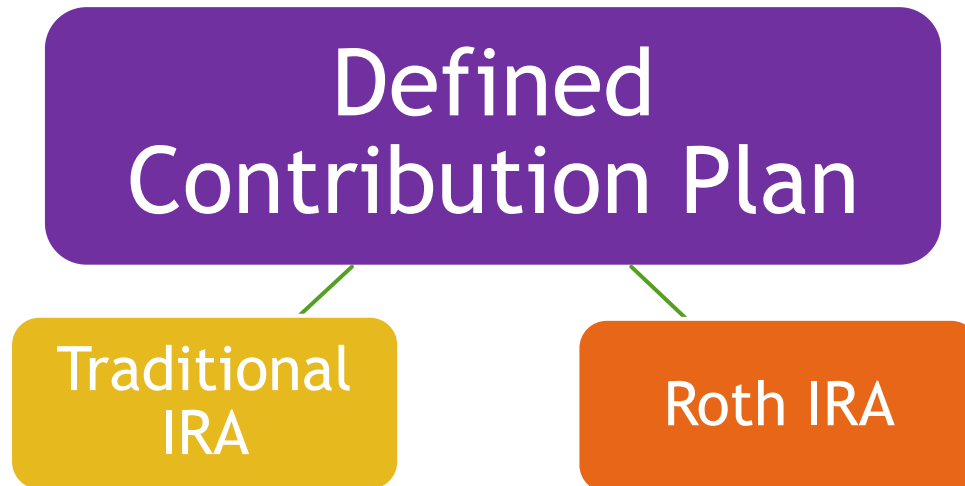 Defined
Contribution Plan
Traditional
IRA
Roth IRA